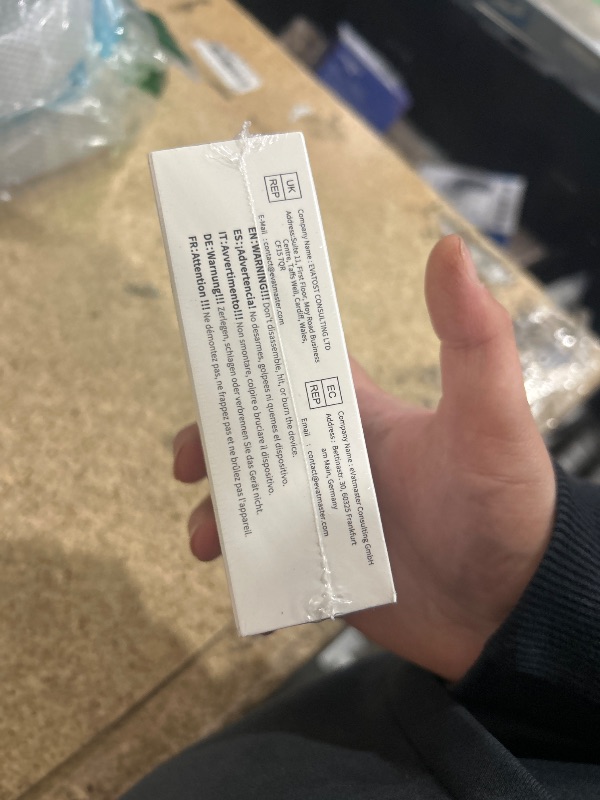 UK
REP
Company Name : EVATOST CONSULTING LTD
Address:Suite 11, First Floor, Moy Road Business
Centre, Taffs Well, Cardiff, Wales,
CF15 7QR
E-Mail : contact@evatmaster.com
EC
REP
Company Name : eVatmaster Consulting GmbH
Address : Bettinastr. 30, 60325 Frankfurt
am Main, Germany
Email : contact@evatmaster.com
EN:WARNING!!! Don't disassemble, hit, or burn the device.
ES:¡Advertencia! No desarmes, golpees ni quemes el dispositivo.
IT:Avvertimento!!! Non smontare, colpire o bruciare il dispositivo.
DE:Warnung!!! Zerlegen, schlagen oder verbrennen Sie das Gerät nicht.
FR:Attention !!! Ne démontez pas, ne frappez pas et ne brûlez pas l'appareil.